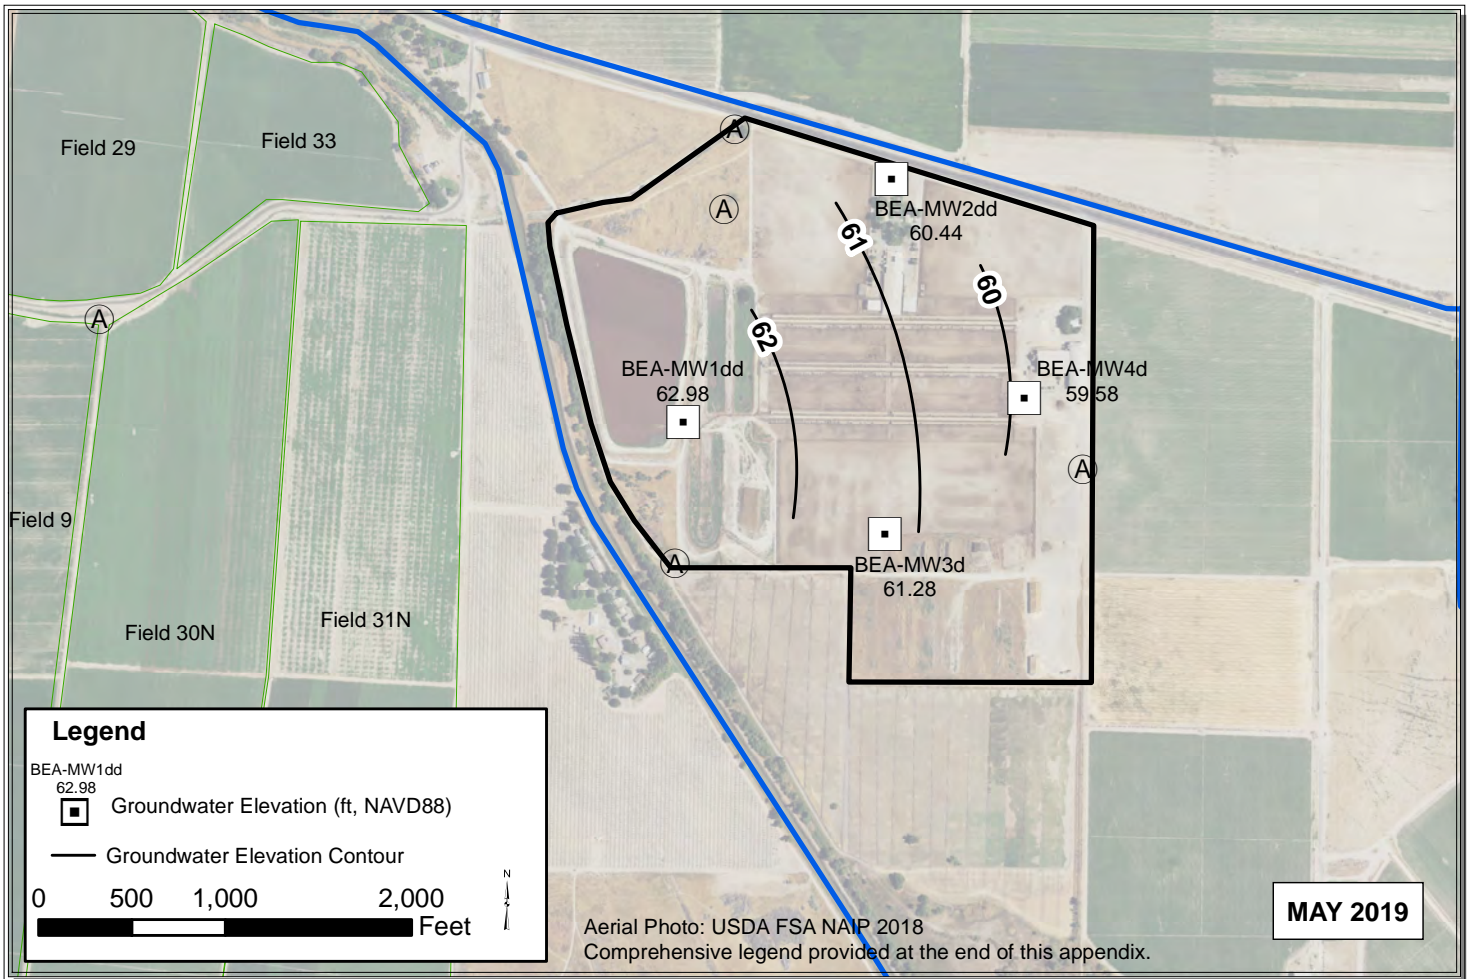 Field 29
Field 33
A
A
A
A
A
BEA-MW2dd
60.44
61
60
62
BEA-MW1dd
62.98
BEA-MW4d
59.58
Field 9
BEA-MW3d
61.28
Field 30N
Field 31N
Legend
BEA-MW1dd
62.98
Groundwater Elevation (ft, NAVD88)
Groundwater Elevation Contour
0 500 1,000 2,000
Feet
N
Aerial Photo: USDA FSA NAIP 2018
Comprehensive legend provided at the end of this appendix.
MAY 2019